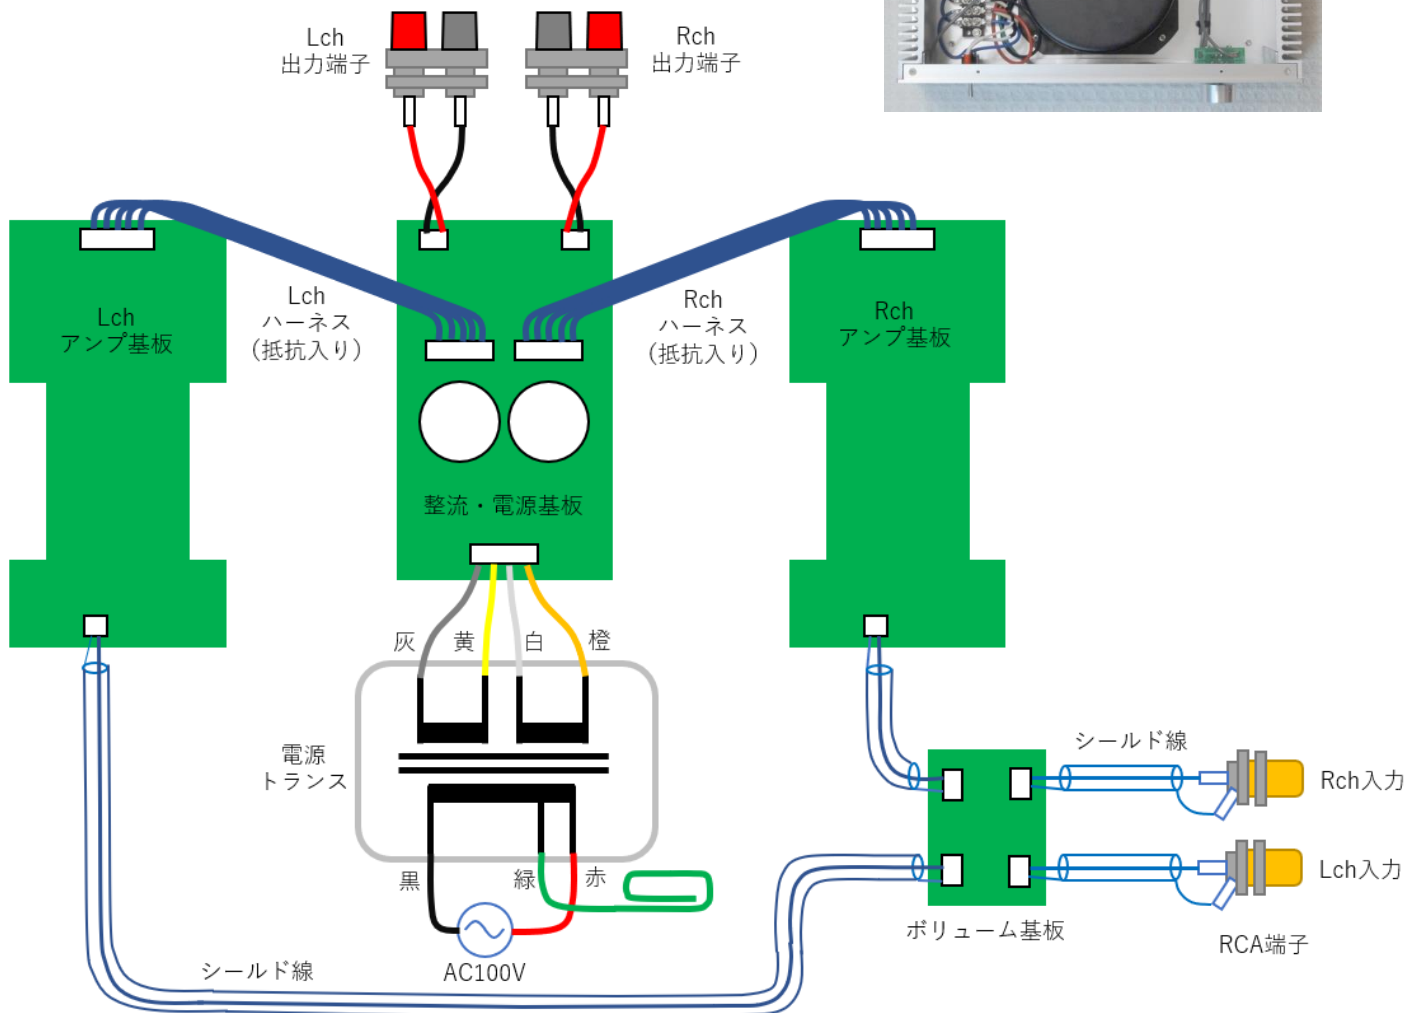 Lch
出力端子
Rch
出力端子
Lch
アンプ基板
Lch
ハーネス
（抵抗入り）
Rch
ハーネス
（抵抗入り）
Rch
アンプ基板
整流・電源基板
灰
黄
白
橙
電源
トランス
黒
緑
赤
AC100V
シールド線
シールド線
Rch入力
Lch入力
ボリューム基板
RCA端子